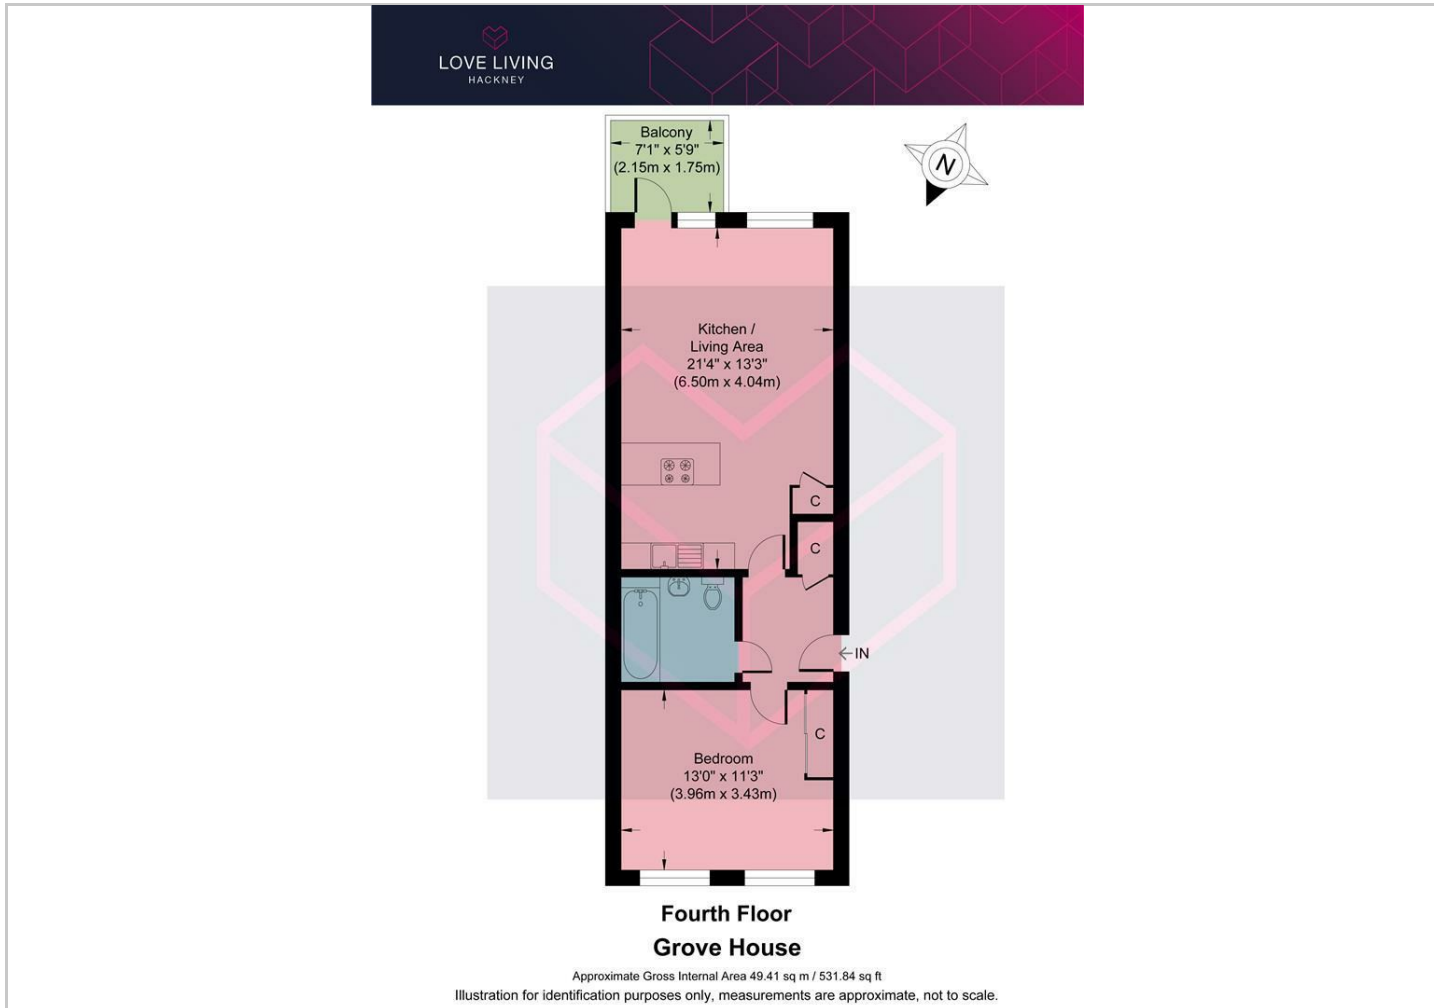 LOVE LIVING
HACKNEY
Balcony
7'1" x 5'9"
(2.15m x 1.75m)
N
Kitchen /
Living Area
21'4" x 13'3"
(6.50m x 4.04m)
C
C
IN
C
Bedroom
13'0" x 11'3"
(3.96m x 3.43m)
Fourth Floor
Grove House
Approximate Gross Internal Area 49.41 sq m / 531.84 sq ft
Illustration for identification purposes only, measurements are approximate, not to scale.